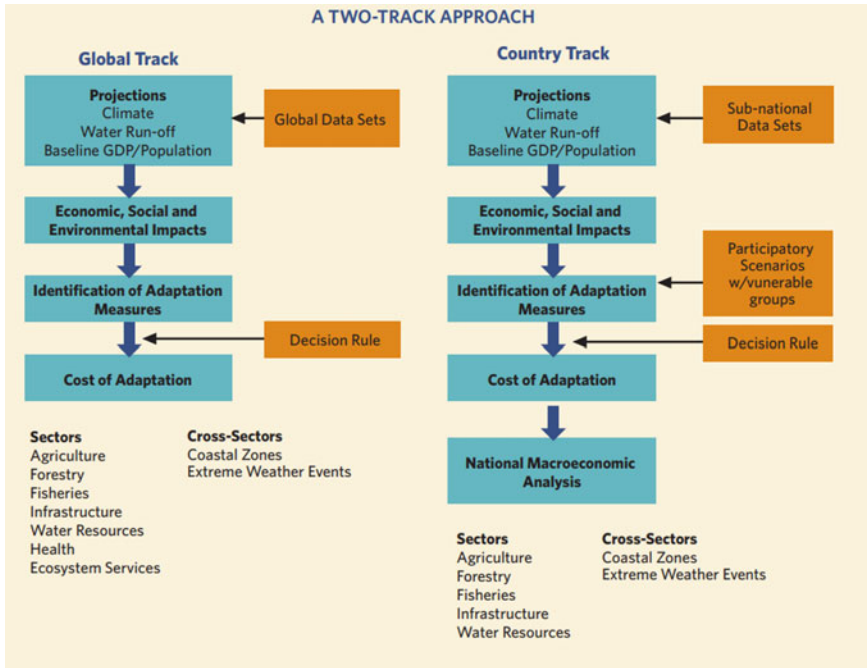 A TWO-TRACK APPROACH
Global Track
Projections
Climate
Water Run-off
Baseline GDP/Population
Global Data Sets
Economic, Social and
Environmental Impacts
Identification of Adaptation
Measures
Decision Rule
Cost of Adaptation
Sectors
Agriculture
Forestry
Fisheries
Infrastructure
Water Resources
Health
Ecosystem Services
Cross-Sectors
Coastal Zones
Extreme Weather Events
Country Track
Projections
Climate
Water Run-off
Baseline GDP/Population
Sub-national
Data Sets
Economic, Social and
Environmental Impacts
Participatory
Scenarios
w/vunerable
groups
Identification of Adaptation
Measures
Decision Rule
Cost of Adaptation
National Macroeconomic
Analysis
Sectors
Agriculture
Forestry
Fisheries
Infrastructure
Water Resources
Cross-Sectors
Coastal Zones
Extreme Weather Events